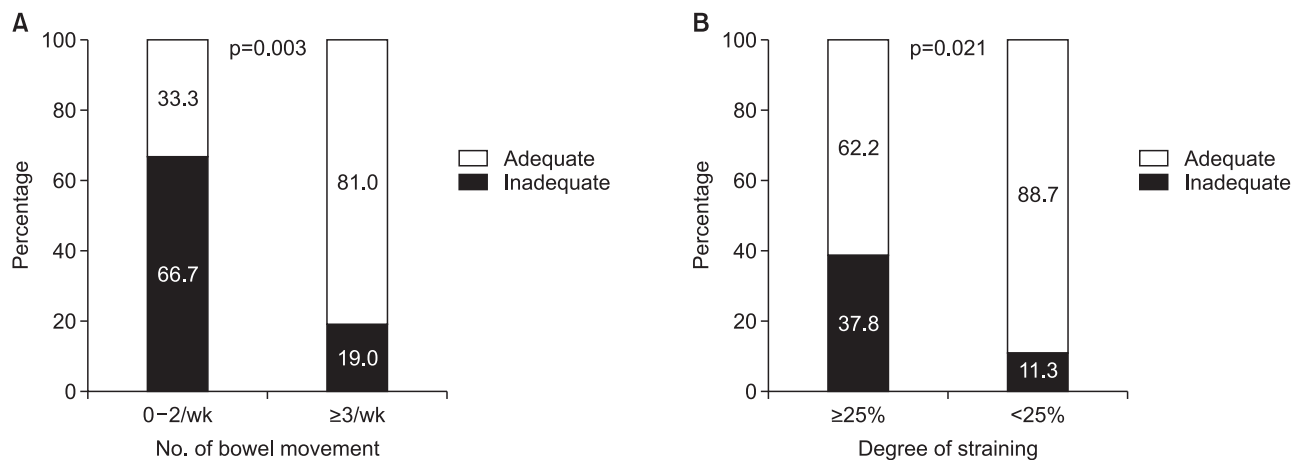 A
100
80
60
40
20
0
Percentage
p=0.003
33.3
66.7
81.0
19.0
0−2/wk
≥3/wk
No. of bowel movement
Adequate
Inadequate
B
100
80
60
40
20
0
Percentage
p=0.021
62.2
37.8
88.7
11.3
≥25%
<25%
Degree of straining
Adequate
Inadequate